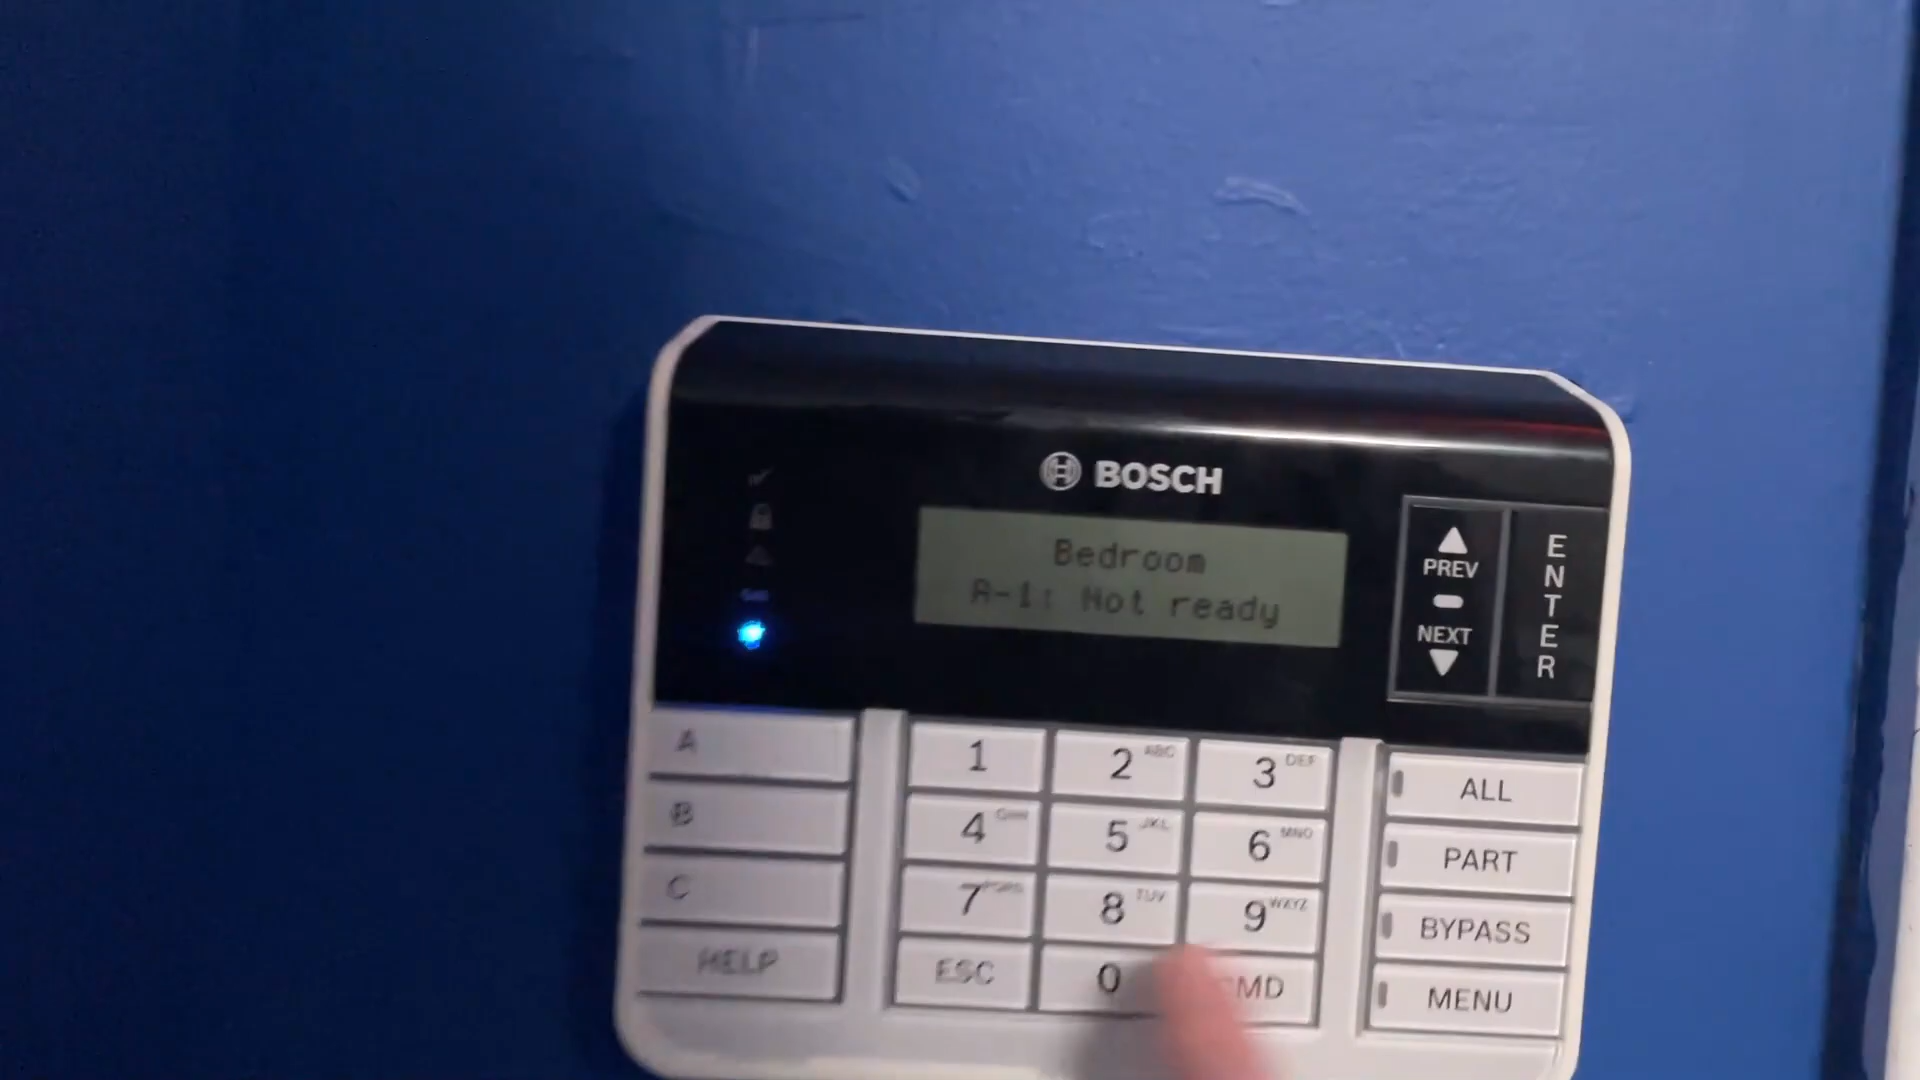 BOSCH
Bedroom
A-1: Not ready
PREV
NEXT
ENTER
A
B
C
HELP
1
2 ABC
3 DEF
4 GHI
5 JKL
6 MNO
7 PQRS
8 TUV
9 WXYZ
ESC
0
MD
ALL
PART
BYPASS
MENU